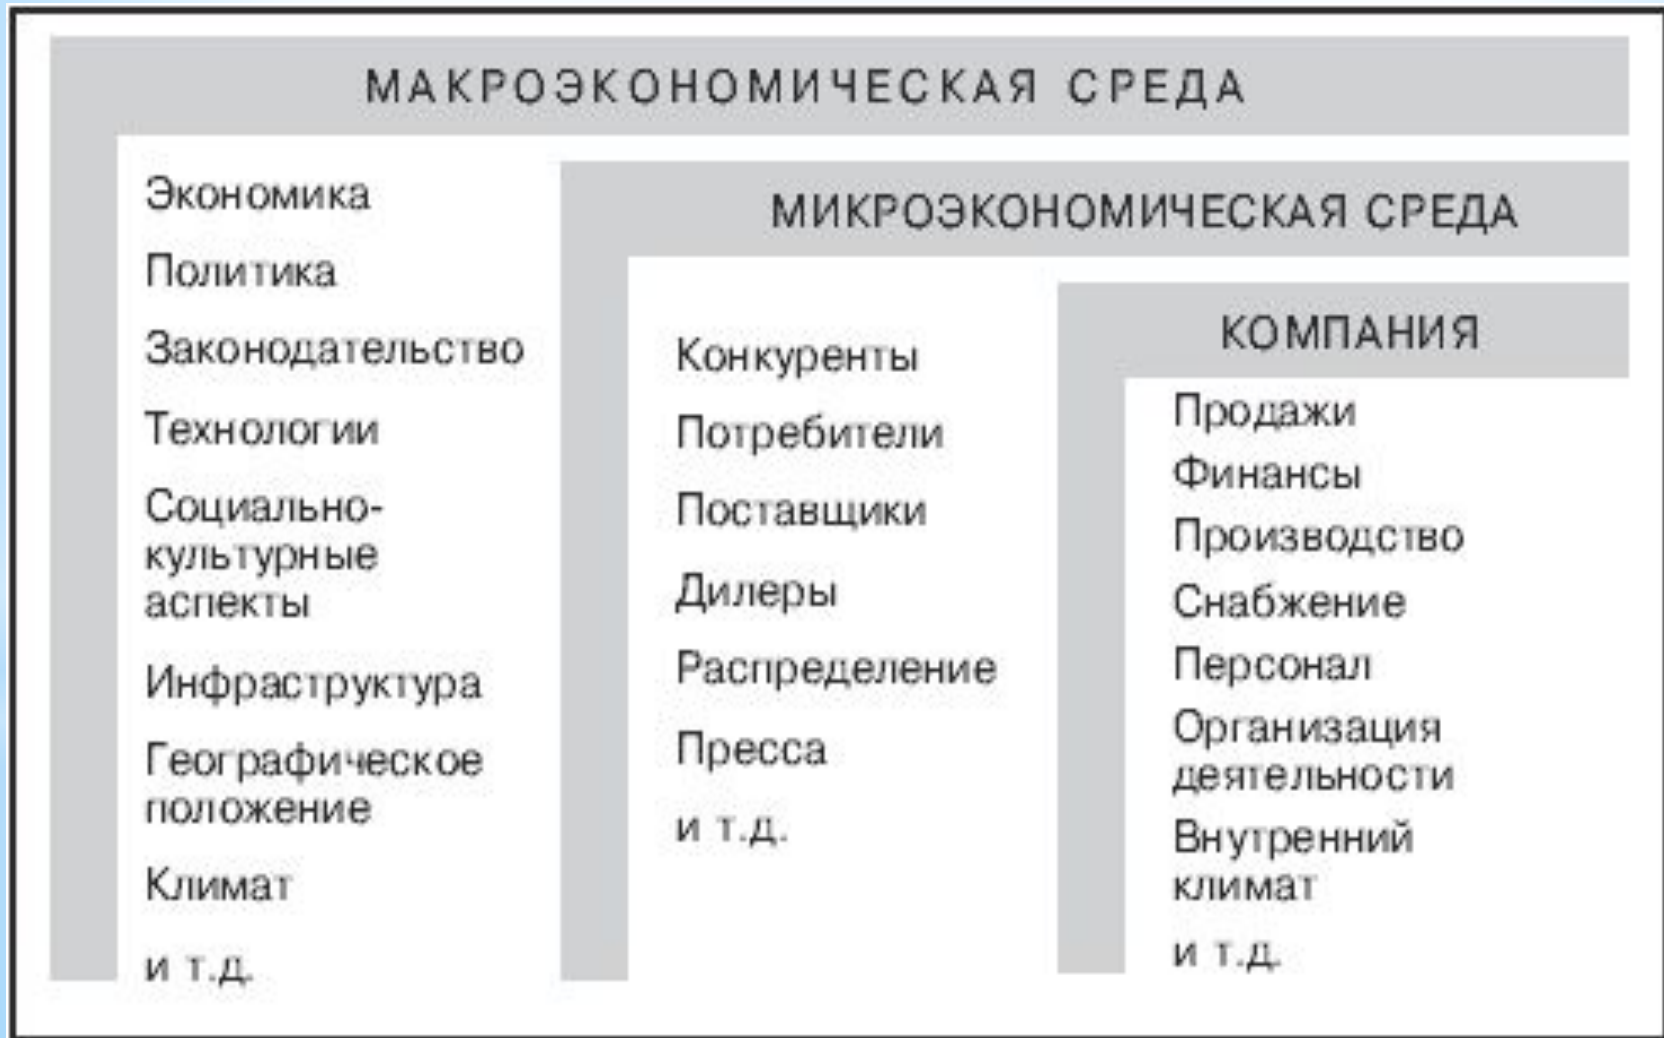 МАКРОЭКОНОМИЧЕСКАЯ СРЕДА
Экономика
Политика
Законодательство
Технологии
Социально-
культурные
аспекты
Инфраструктура
Географическое
положение
Климат
и т.д.
МИКРОЭКОНОМИЧЕСКАЯ СРЕДА
Конкуренты
Потребители
Поставщики
Дилеры
Распределение
Пресса
и т.д.
КОМПАНИЯ
Продажи
Финансы
Производство
Снабжение
Персонал
Организация
деятельности
Внутренний
климат
и т.д.